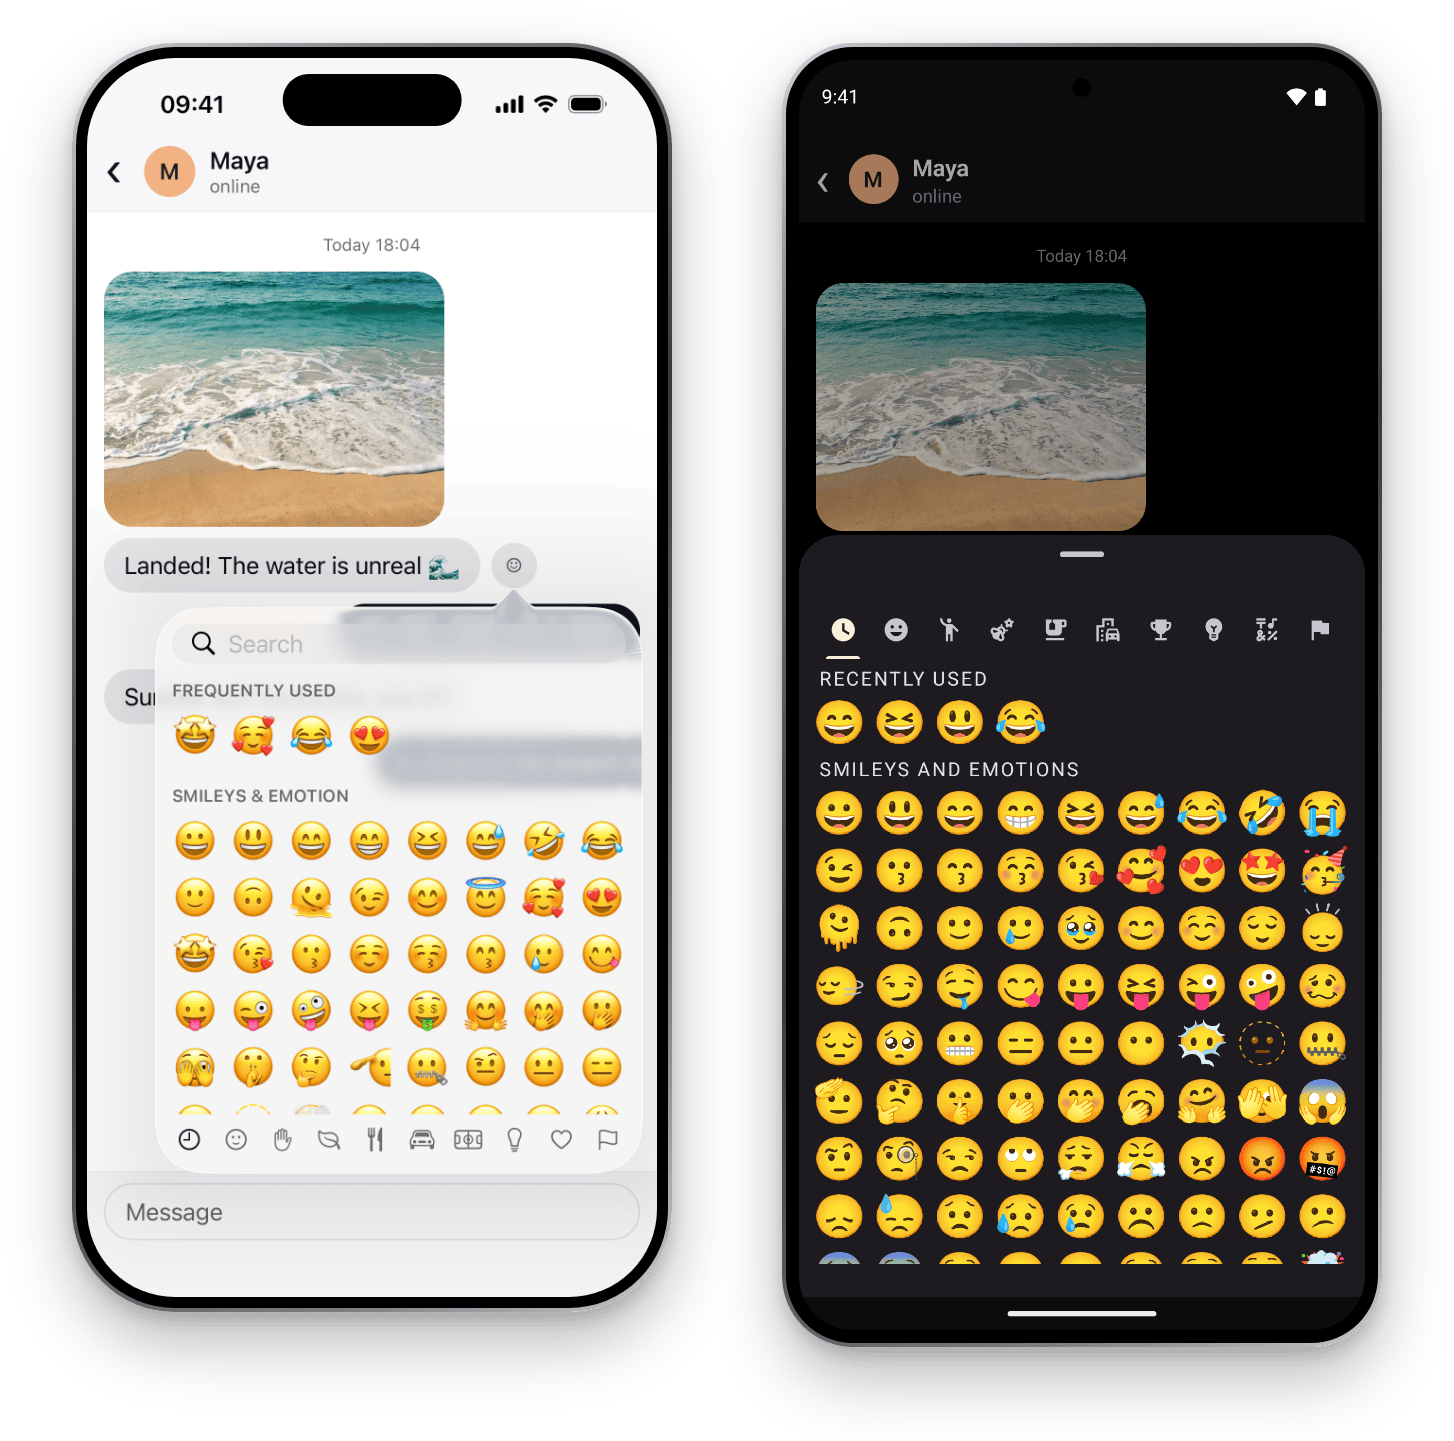 09:41
M
Maya
online
Today 18:04
Landed! The water is unreal 🌊
Search
FREQUENTLY USED
SMILEYS & EMOTION
Message
9:41
M
Maya
online
Today 18:04
RECENTLY USED
SMILEYS AND EMOTIONS